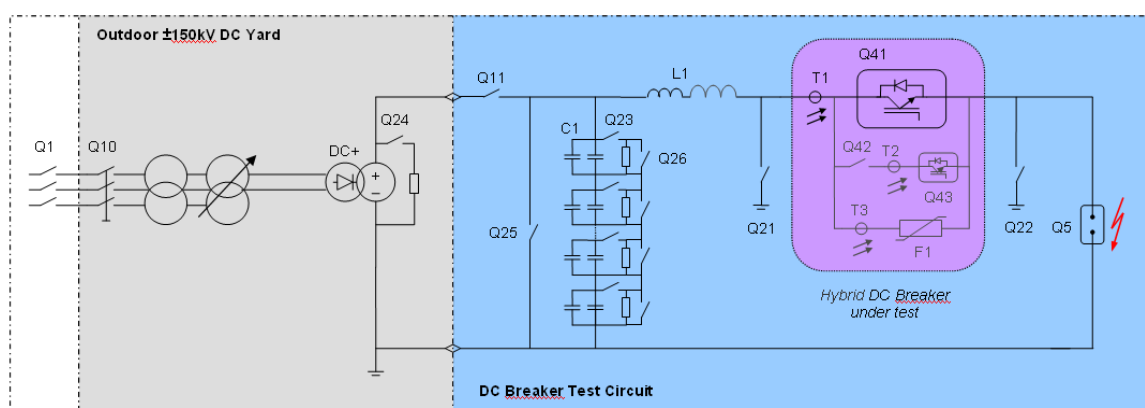 Outdoor ±150kV DC Yard
Q1
Q10
DC+
+
−
Q24
Q11
C1
Q23
Q26
Q25
L1
Q21
T1
Q41
Q42
T2
Q43
T3
F1
Q22
Q5
Hybrid DC Breaker
under test
DC Breaker Test Circuit